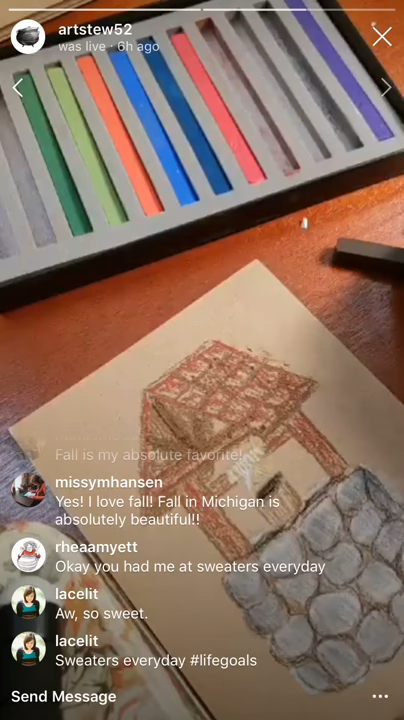 artstew52
was live · 6h ago
Fall is my absolute favorite!
missymhansen
Yes! I love fall! Fall in Michigan is
absolutely beautiful!!
rheaamyett
Okay you had me at sweaters everyday
lacelit
Aw, so sweet.
lacelit
Sweaters everyday #lifegoals
Send Message